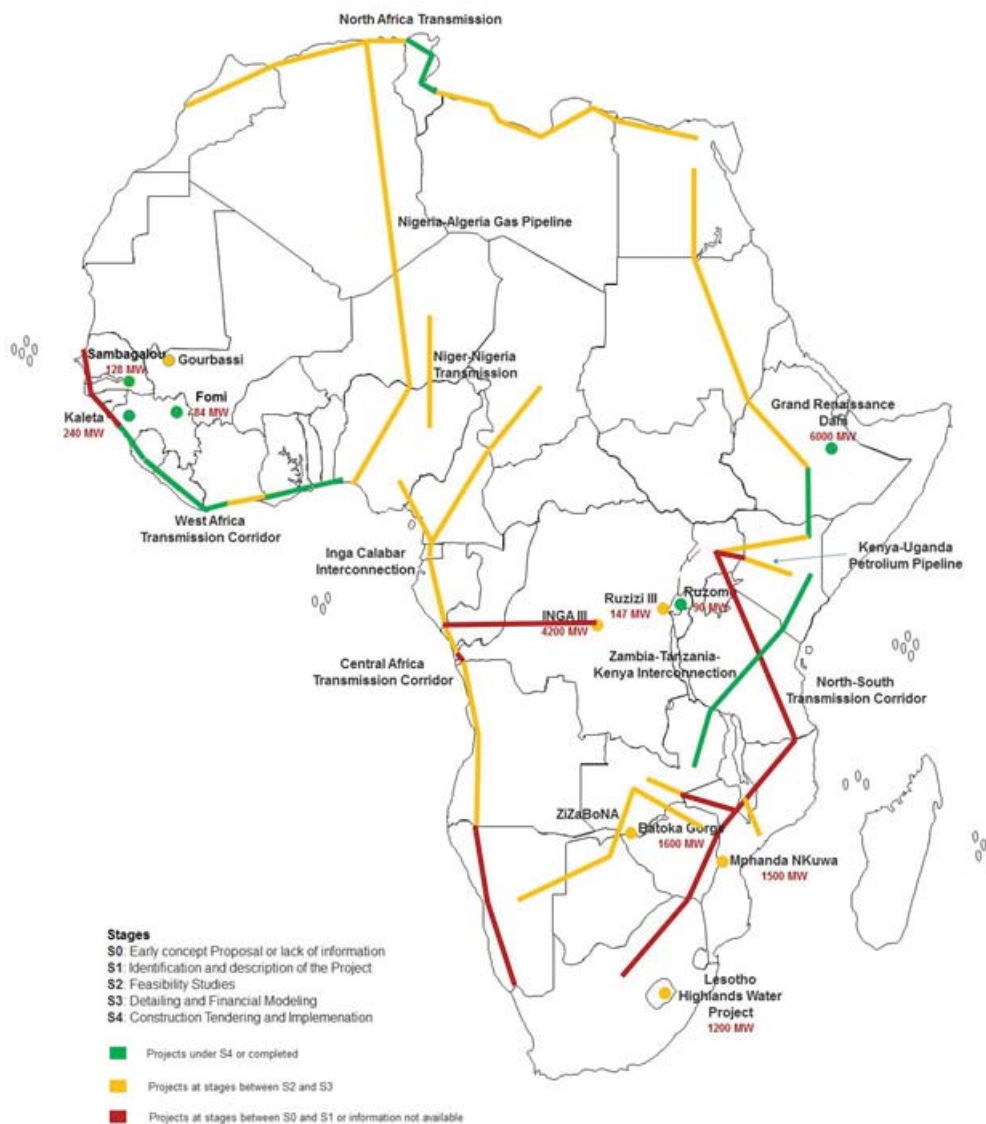 North Africa Transmission
Nigeria-Algeria Gas Pipeline
Sambagalou
128 MW
Gourbassi
Niger-Nigeria
Transmission
Fomi
84 MW
Kaleta
240 MW
Grand Renaissance
Dam
6000 MW
West Africa
Transmission Corridor
Inga Calabar
Interconnection
Kenya-Uganda
Petrolium Pipeline
Ruzizi III
147 MW
Ruzomo
90 MW
INGA III
4200 MW
Central Africa
Transmission Corridor
Zambia-Tanzania-
Kenya Interconnection
North-South
Transmission Corridor
ZiZaBoNA
Batoka Gorge
1600 MW
Mphanda NKuwa
1500 MW
Lesotho
Highlands Water
Project
1200 MW
Stages
S0: Early concept Proposal or lack of information
S1: Identification and description of the Project
S2: Feasibility Studies
S3: Detailing and Financial Modeling
S4: Construction Tendering and Implemenation
Projects under S4 or completed
Projects at stages between S2 and S3
Projects at stages between S0 and S1 or information not available